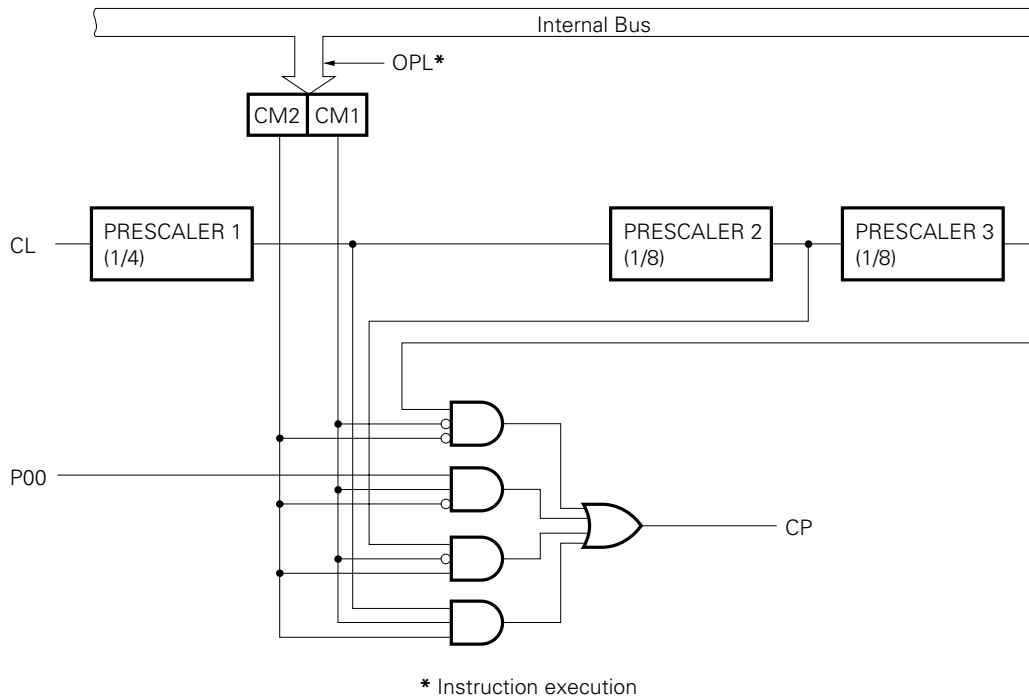 Internal Bus
OPL*
CM2 CM1
PRESCALER 1
(1/4)
PRESCALER 2
(1/8)
PRESCALER 3
(1/8)
CL
P00
CP
* Instruction execution